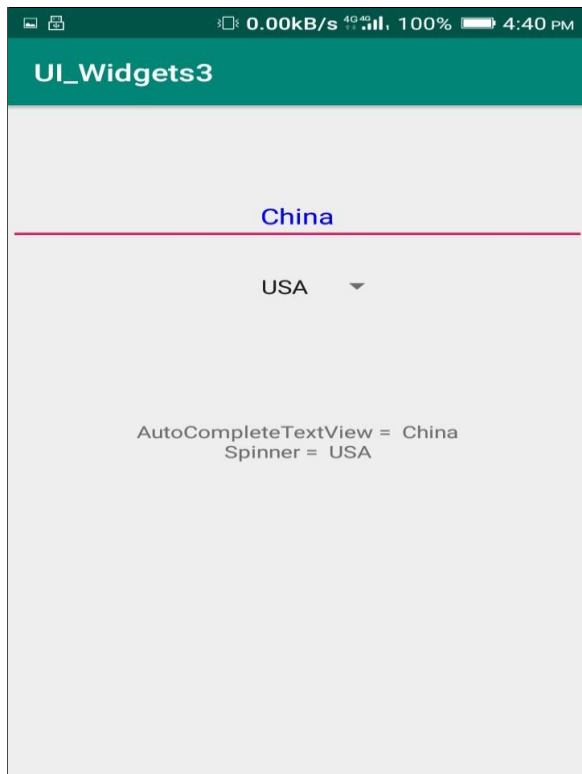 0.00kB/s 4G 4G 100% 4:40 PM
UI_Widgets3
China
USA
AutoCompleteTextView = China
Spinner = USA